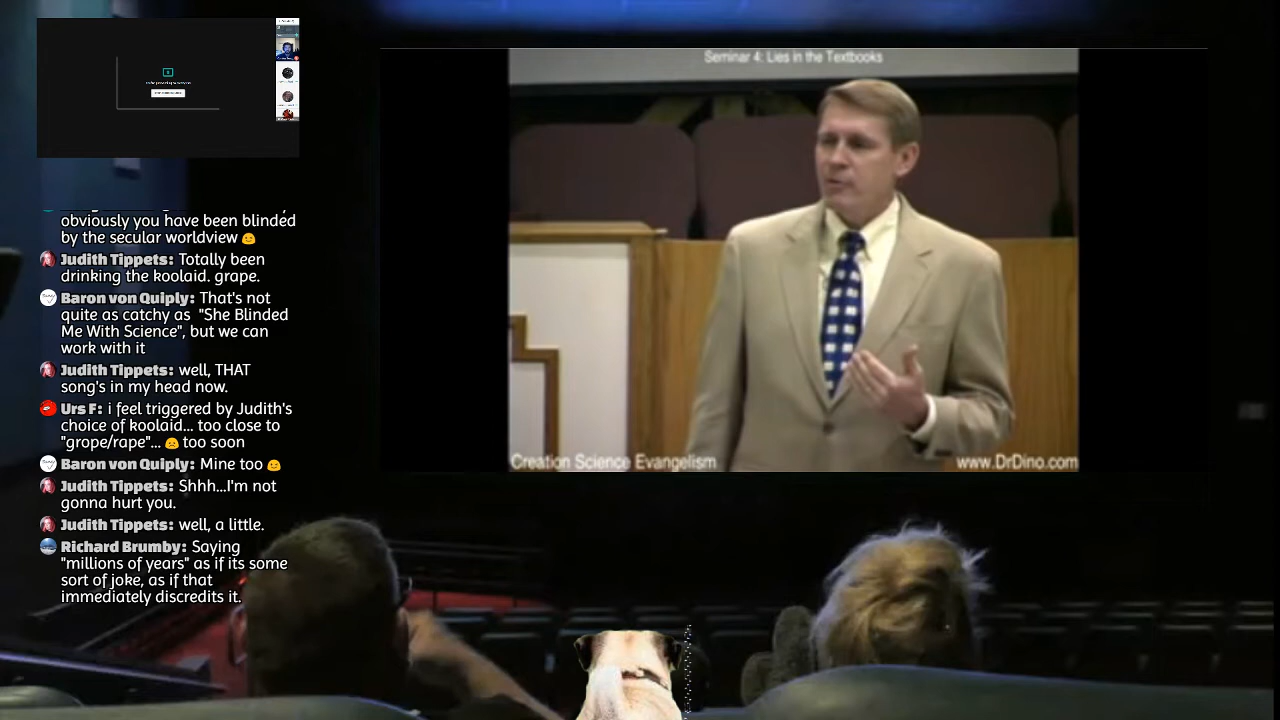 obviously you have been blinded
by the secular worldview
Judith Tippets: Totally been
drinking the koolaid. grape.
Baron von Quiply: That's not
quite as catchy as "She Blinded
Me With Science", but we can
work with it
Judith Tippets: well, THAT
song's in my head now.
Urs F: i feel triggered by Judith's
choice of koolaid... too close to
"grope/rape"... too soon
Baron von Quiply: Mine too
Judith Tippets: Shhh...I'm not
gonna hurt you.
Judith Tippets: well, a little.
Richard Brumby: Saying
"millions of years" as if its some
sort of joke, as if that
immediately discredits it.
Seminar 4: Lies in the Textbooks
Creation Science Evangelism
www.DrDino.com